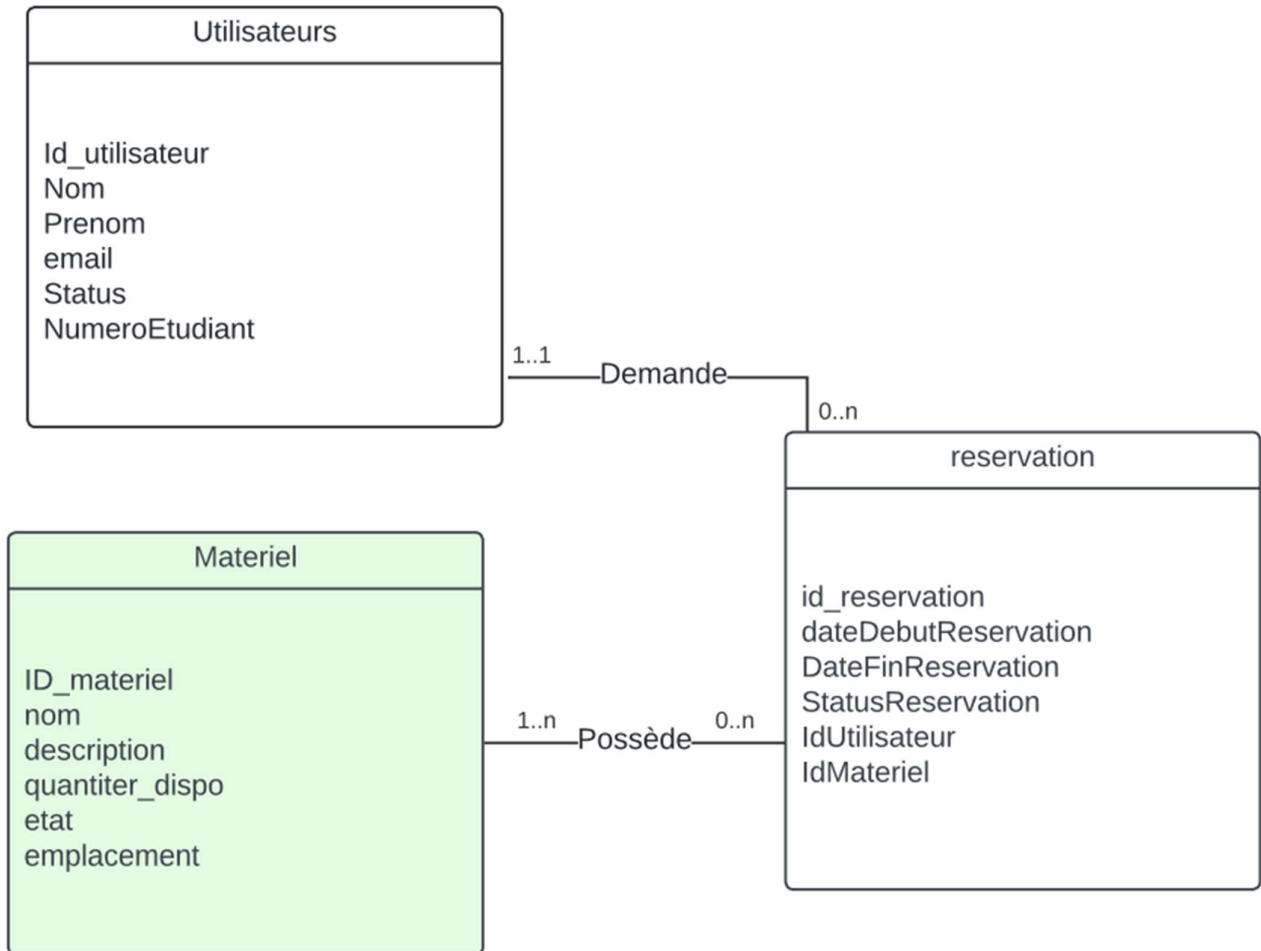 Utilisateurs
Id_utilisateur
Nom
Prenom
email
Status
NumeroEtudiant
1..1
Demande
0..n
reservation
id_reservation
dateDebutReservation
DateFinReservation
StatusReservation
IdUtilisateur
IdMateriel
Materiel
ID_materiel
nom
description
quantiter_dispo
etat
emplacement
1..n
Possède
0..n